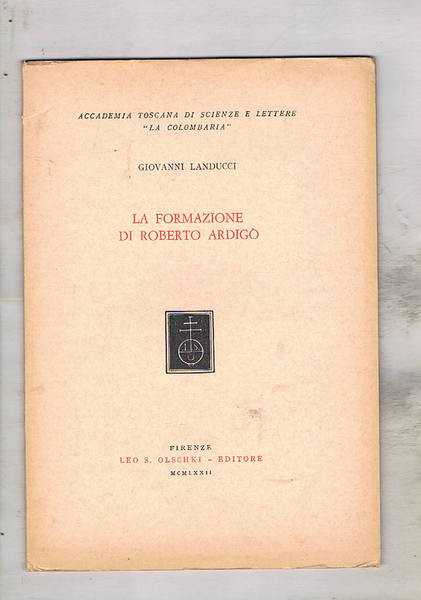 ACCADEMIA TOSCANA DI SCIENZE E LETTERE
"LA COLOMBARIA"
GIOVANNI LANDUCCI
LA FORMAZIONE
DI ROBERTO ARDIGÒ
FIRENZE
LEO S. OLSCHKI - EDITORE
MCMLXXII